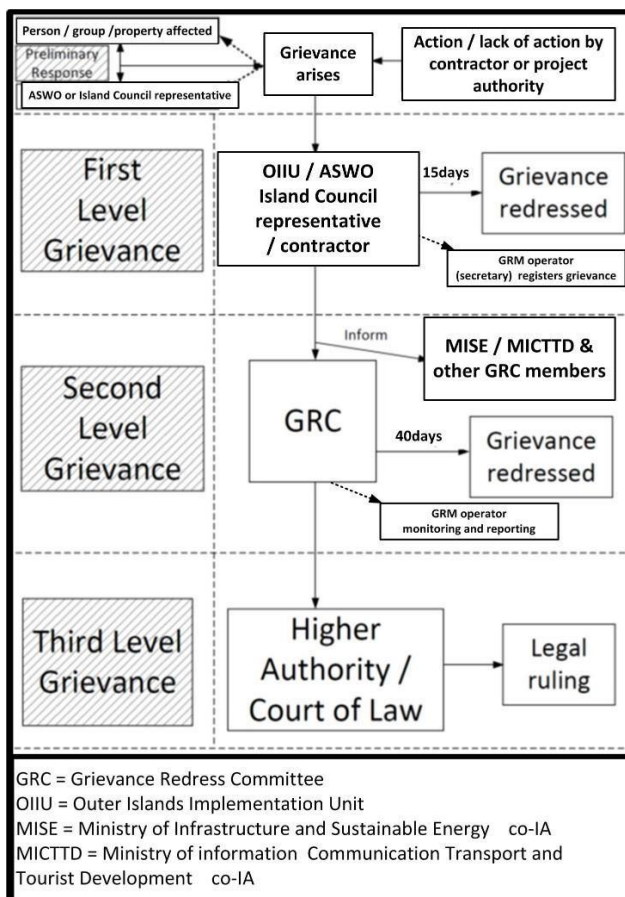 Person / group /property affected
Preliminary
Response
ASWO or Island Council representative
Grievance
arises
Action / lack of action by
contractor or project
authority
First
Level
Grievance
OIIU / ASWO
Island Council
representative
/ contractor
15days
Grievance
redressed
GRM operator
(secretary) registers grievance
Inform
MISE / MICTTD &
other GRC members
Second
Level
Grievance
GRC
40days
Grievance
redressed
GRM operator
monitoring and reporting
Third Level
Grievance
Higher
Authority /
Court of Law
Legal
ruling
GRC = Grievance Redress Committee
OIIU = Outer Islands Implementation Unit
MISE = Ministry of Infrastructure and Sustainable Energy co-IA
MICTTD = Ministry of information Communication Transport and
Tourist Development co-IA